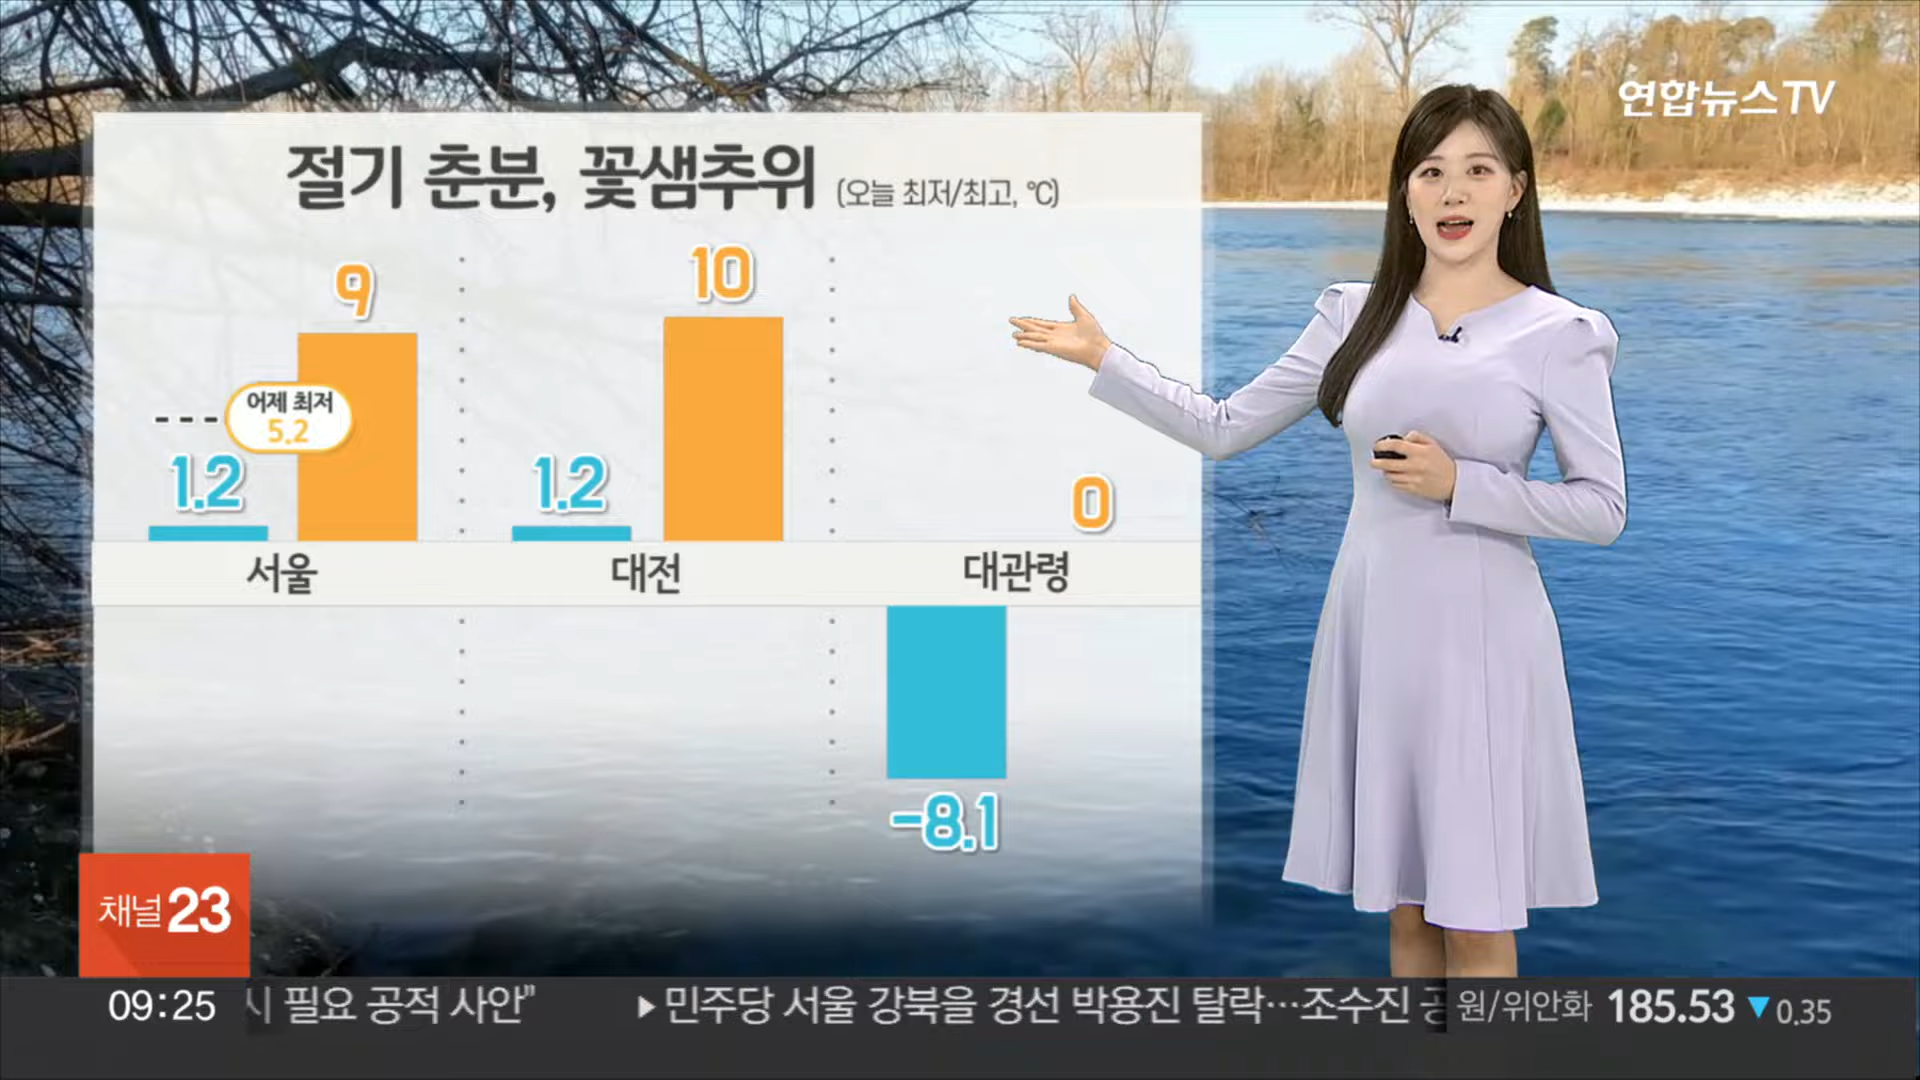 연합뉴스TV
절기 춘분, 꽃샘추위 (오늘 최저/최고, ℃)
9
10
어제 최저
5.2
1.2
1.2
0
서울
대전
대관령
-8.1
채널 23
09:25
시 필요 공적 사안" ▶민주당 서울 강북을 경선 박용진 탈락…조수진 공
원/위안화 185.53 ▼ 0.35